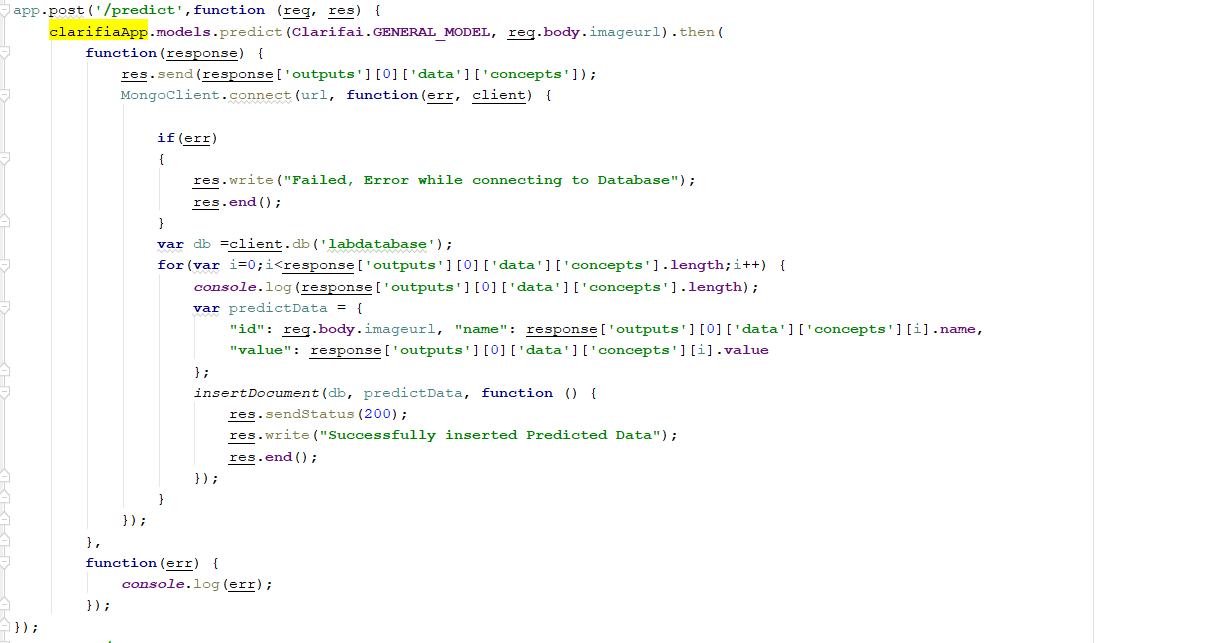 app.post('/predict',function (req, res) {
    clarifiaApp.models.predict(Clarifai.GENERAL_MODEL, req.body.imageurl).then(
        function(response) {
            res.send(response['outputs'][0]['data']['concepts']);
            MongoClient.connect(url, function(err, client) {
                if(err)
                {
                    res.write("Failed, Error while connecting to Database");
                    res.end();
                }
                var db =client.db('labdatabase');
                for(var i=0;i<response['outputs'][0]['data']['concepts'].length;i++) {
                    console.log(response['outputs'][0]['data']['concepts'].length);
                    var predictData = {
                        "id": req.body.imageurl, "name": response['outputs'][0]['data']['concepts'][i].name,
                        "value": response['outputs'][0]['data']['concepts'][i].value
                    };
                    insertDocument(db, predictData, function () {
                        res.sendStatus(200);
                        res.write("Successfully inserted Predicted Data");
                        res.end();
                    });
                }
            });
        },
        function(err) {
            console.log(err);
        });
});